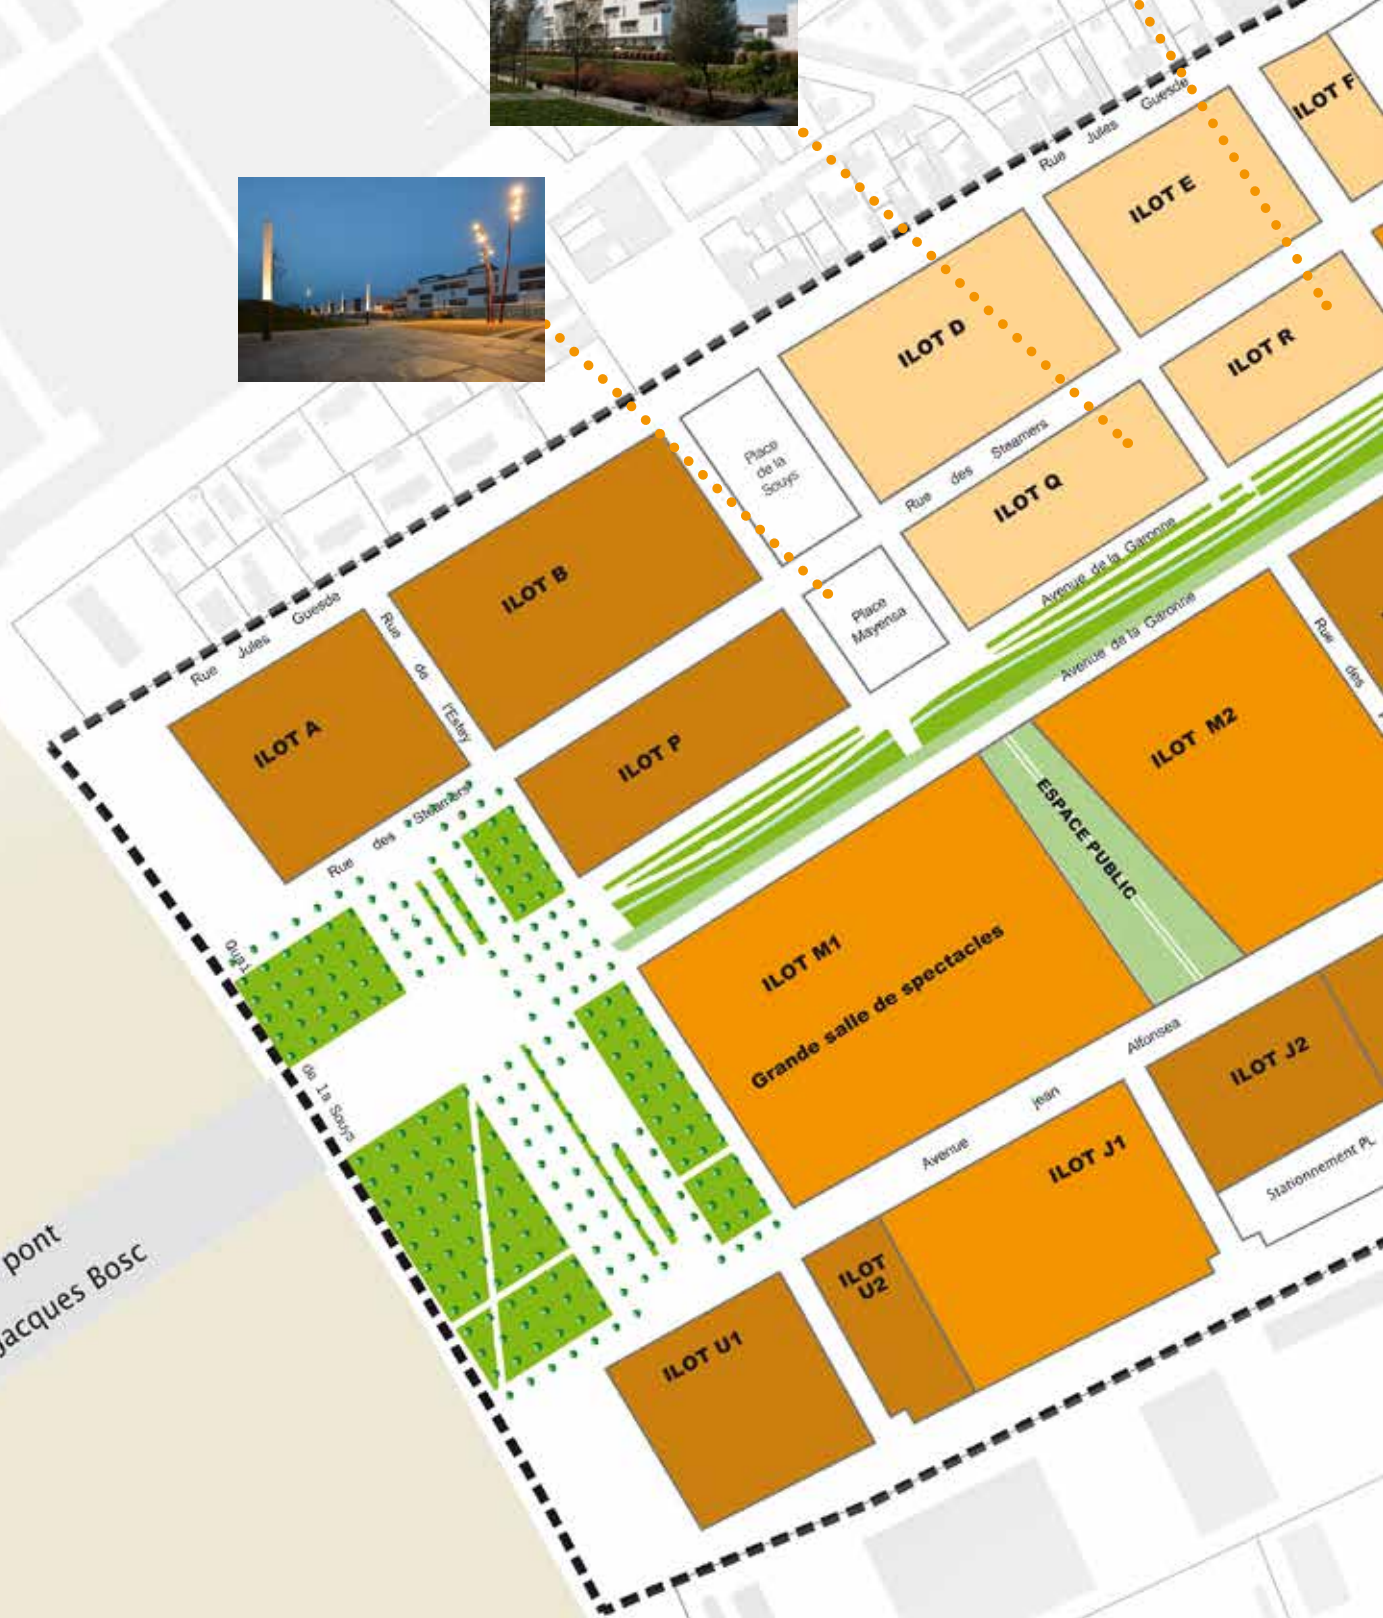 Rue Jules Guesde
ILOT F
ILOT E
ILOT D
ILOT R
Place
de la
Souys
Rue des Steamers
ILOT Q
Avenue de la Garonne
ILOT B
Place
Mayensa
Avenue de la Garonne
Rue Jules Guesde
Rue de l'Estey
Rue des
ILOT A
ILOT P
ILOT M2
ESPACE PUBLIC
Rue des Steamers
ILOT M1
Grande salle de spectacles
Quai de la Souys
Avenue jean Alfonsea
ILOT J2
ILOT J1
Stationnement PL
pont
Jacques Bosc
ILOT
U2
ILOT U1